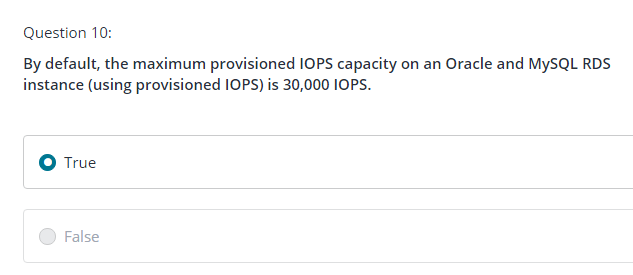 Question 10:
By default, the maximum provisioned IOPS capacity on an Oracle and MySQL RDS
instance (using provisioned IOPS) is 30,000 IOPS.
True
False